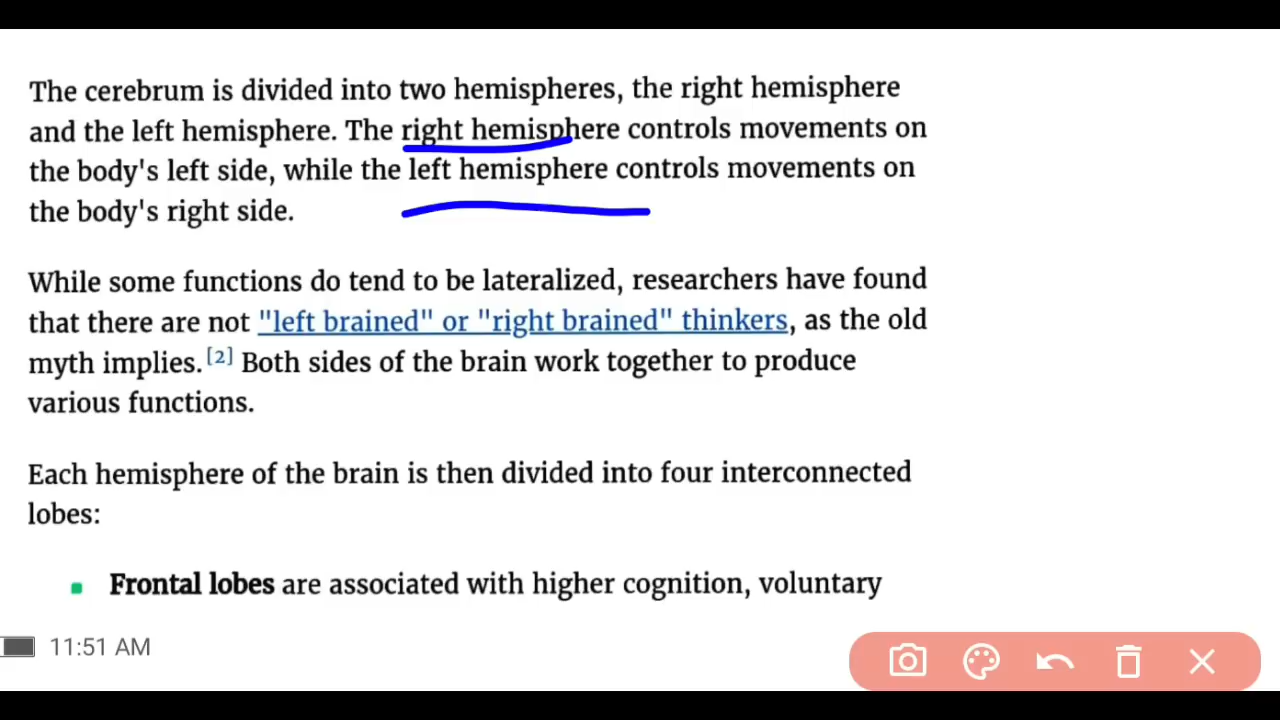 The cerebrum is divided into two hemispheres, the right hemisphere
and the left hemisphere. The right hemisphere controls movements on
the body's left side, while the left hemisphere controls movements on
the body's right side.
While some functions do tend to be lateralized, researchers have found
that there are not "left brained" or "right brained" thinkers, as the old
myth implies.[2] Both sides of the brain work together to produce
various functions.
Each hemisphere of the brain is then divided into four interconnected
lobes:
Frontal lobes are associated with higher cognition, voluntary
11:51 AM